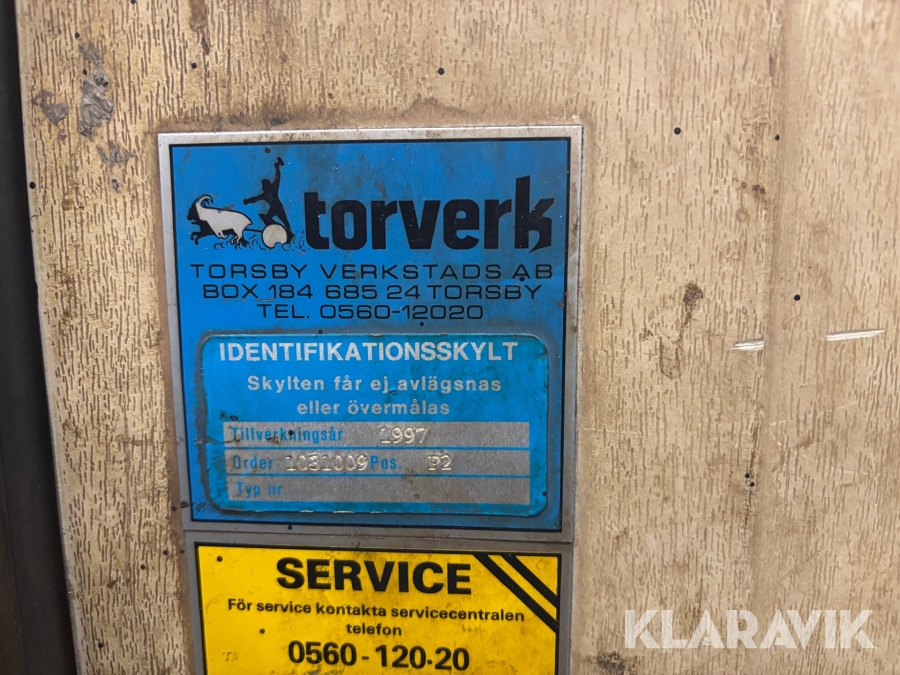 torverk
TORSBY VERKSTADS AB
BOX 184 685 24 TORSBY
TEL. 0560-12020
IDENTIFIKATIONSSKYLT
Skylten får ej avlägsnas
eller övermålas
Tillverkningsår 1997
Order 1031009 Pos. P2
Typ nr
SERVICE
För service kontakta servicecentralen
telefon
0560-120·20
KLARAVIK